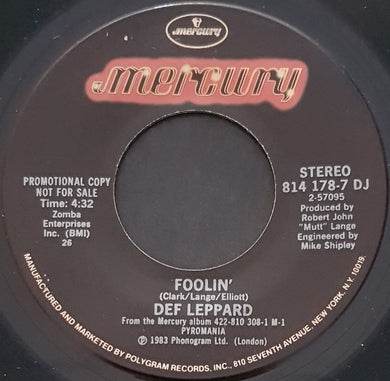 mercury
mercury
PROMOTIONAL COPY
NOT FOR SALE
Time: 4:32
Zomba
Enterprises
Inc. (BMI)
26
STEREO
814 178-7 DJ
2-57095
Produced by
Robert John
"Mutt" Lange
Engineered by
Mike Shipley
'FOOLIN'
(Clark/Lange/Elliott)
DEF LEPPARD
From the Mercury album 422-810 308-1 M-1
PYROMANIA
Ⓟ 1983 Phonogram Ltd. (London)
MANUFACTURED AND MARKETED BY POLYGRAM RECORDS, INC., 810 SEVENTH AVENUE, NEW YORK, N.Y. 10019.